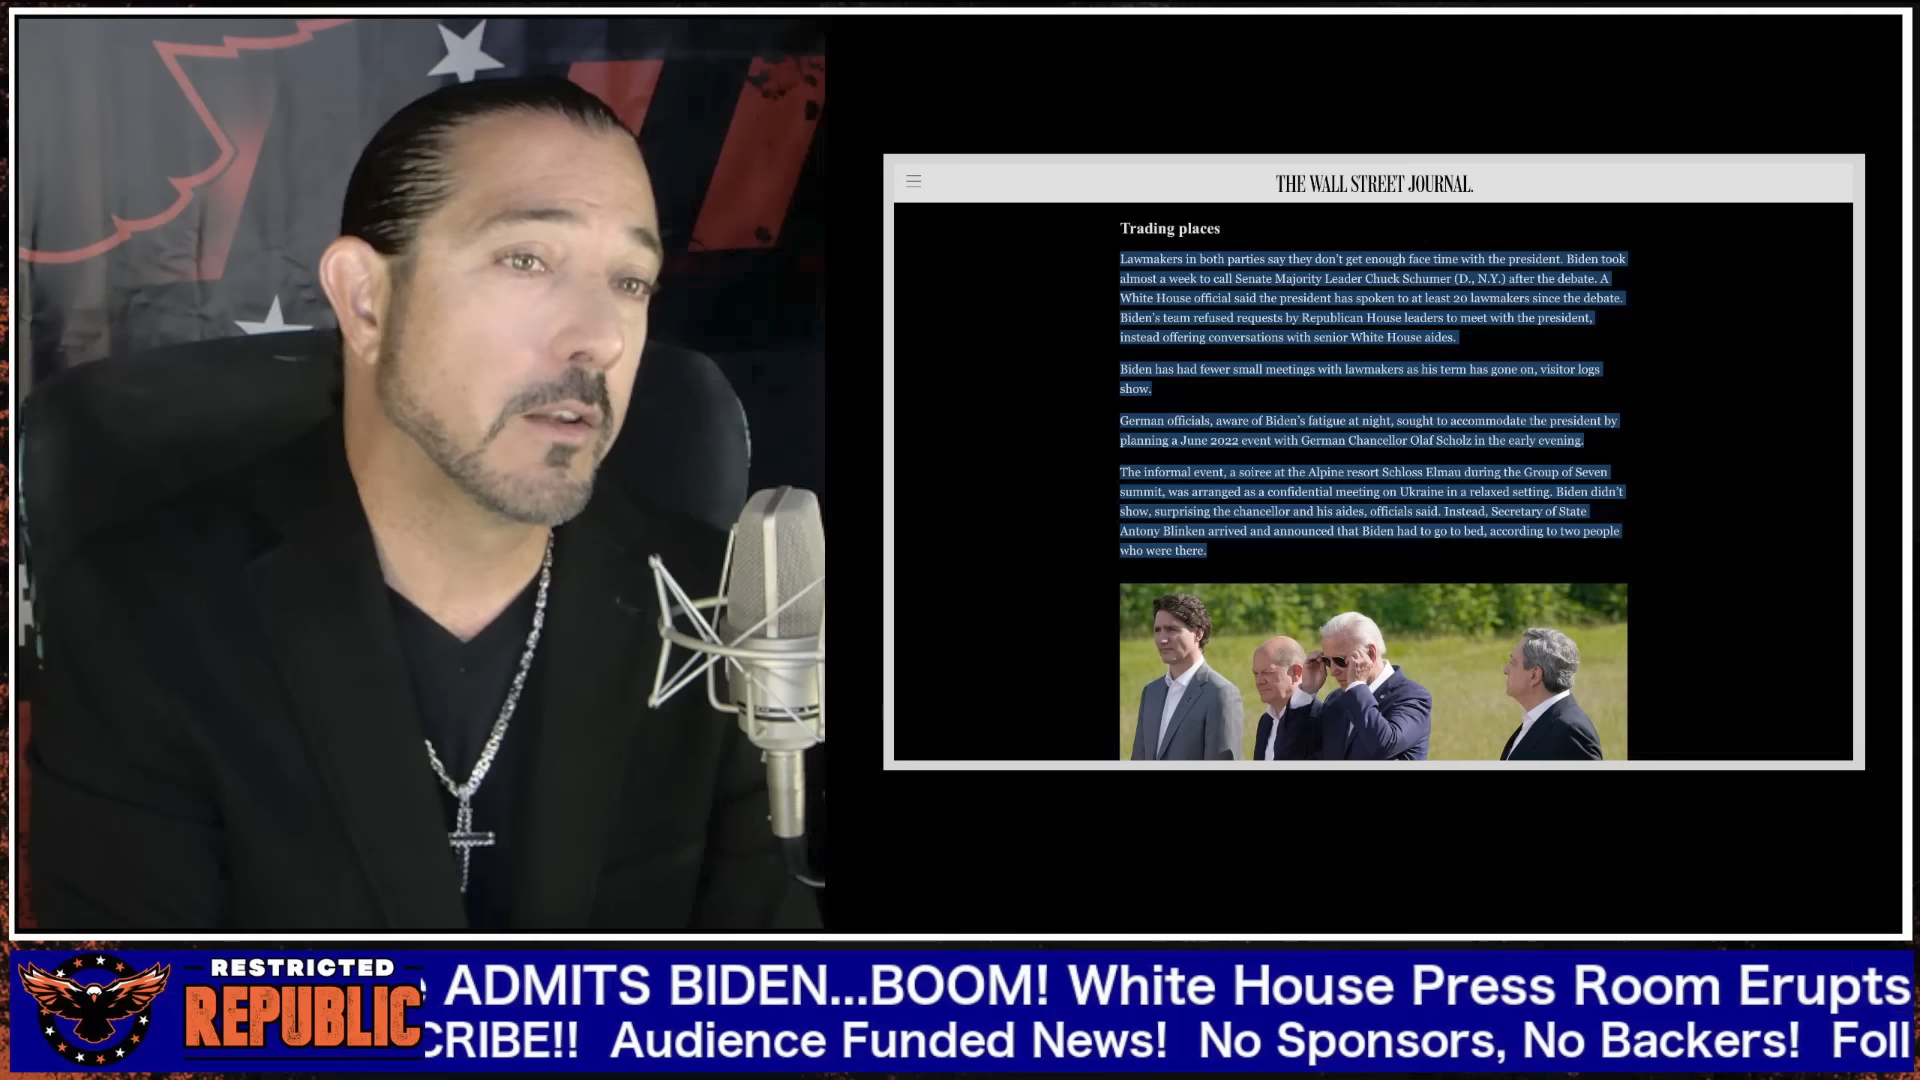 THE WALL STREET JOURNAL.
Trading places
Lawmakers in both parties say they don't get enough face time with the president. Biden took
almost a week to call Senate Majority Leader Chuck Schumer (D., N.Y.) after the debate. A
White House official said the president has spoken to at least 20 lawmakers since the debate.
Biden's team refused requests by Republican House leaders to meet with the president,
instead offering conversations with senior White House aides.
Biden has had fewer small meetings with lawmakers as his term has gone on, visitor logs
show.
German officials, aware of Biden's fatigue at night, sought to accommodate the president by
planning a June 2022 event with German Chancellor Olaf Scholz in the early evening.
The informal event, a soiree at the Alpine resort Schloss Elmau during the Group of Seven
summit, was arranged as a confidential meeting on Ukraine in a relaxed setting. Biden didn't
show, surprising the chancellor and his aides, officials said. Instead, Secretary of State
Antony Blinken arrived and announced that Biden had to go to bed, according to two people
who were there.
RESTRICTED
REPUBLIC
ADMITS BIDEN...BOOM! White House Press Room Erupts
CRIBE!! Audience Funded News! No Sponsors, No Backers! Foll